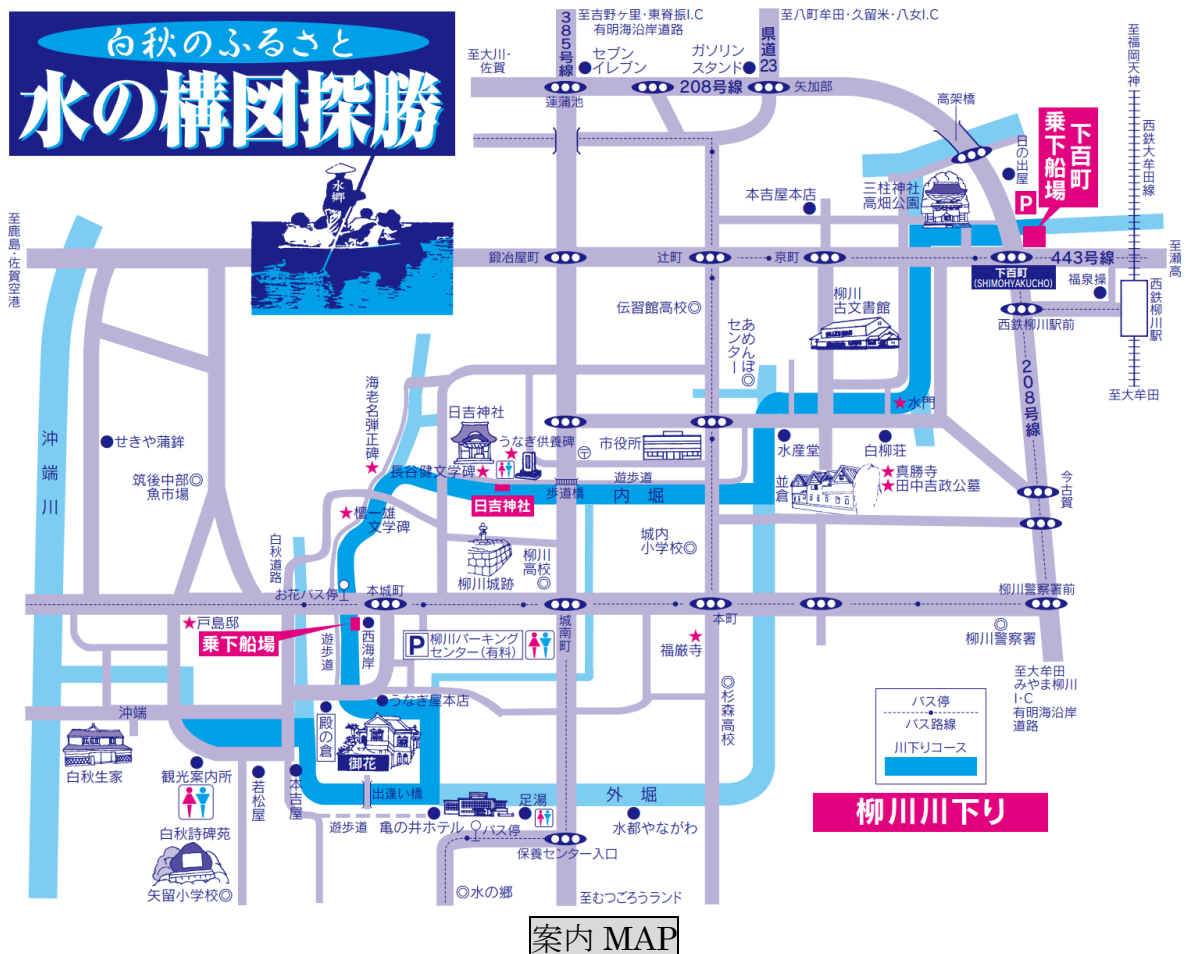 白秋のふるさと
水の構図探勝
水郷
385号線
至吉野ヶ里・東脊振I.C
有明海沿岸道路
至八町牟田・久留米・八女I.C
県道23
至大川・
佐賀
セブン
イレブン
ガソリン
スタンド
208号線
矢加部
蓮蒲池
高架橋
至福岡天神
西鉄大牟田線
日の出屋
下百町
乗下船場
P
三柱神社
高畑公園
本吉屋本店
至鹿島・佐賀空港
鍛冶屋町
辻町
京町
443号線
至瀬高
下百町
(SHIMOHYAKUCHO)
福泉操
西鉄柳川駅
西鉄柳川駅前
伝習館高校◎
柳川
古文書館
あめんぼ◎
センター
208号線
至大牟田
海老名弾正碑
★
日吉神社
うなぎ供養碑
★
〒
市役所
★水門
沖端川
せきや蒲鉾
筑後中部◎
魚市場
長谷健文学碑★
日吉神社
歩道橋
遊歩道
内堀
水産堂
白柳荘
並倉
★真勝寺
★田中吉政公墓
今古賀
★檀一雄
文学碑
白秋道路
柳川城跡
柳川
高校
◎
城内
小学校◎
お花バス停
本城町
柳川警察署前
★戸島邸
乗下船場
遊歩道
西海岸
P
柳川パーキング
センター(有料)
城南町
本町
★
福厳寺
◎
柳川警察署
至大牟田
みやま柳川
I・C
有明海沿岸
道路
◎杉森高校
うなぎ屋本店
沖端
殿の倉
御花
バス停
バス路線
川下りコース
白秋生家
観光案内所
若松屋
本吉屋
出逢い橋
外堀
柳川川下り
白秋詩碑苑
遊歩道
亀の井ホテル
バス停
足湯
水都やながわ
保養センター入口
矢留小学校◎
◎水の郷
至むつごろうランド
案内 MAP